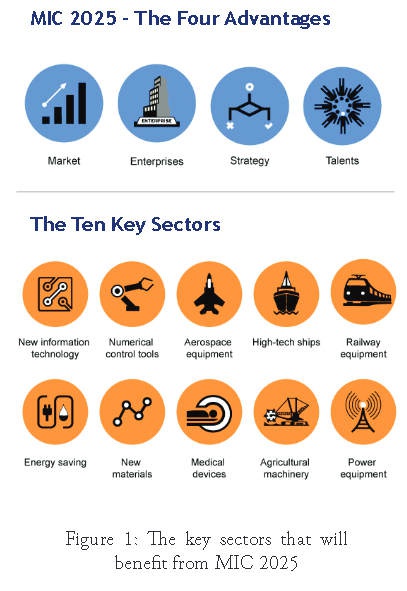 MIC 2025 - The Four Advantages
ENTERPRISE
Market
Enterprises
Strategy
Talents
The Ten Key Sectors
New information
technology
Numerical
control tools
Aerospace
equipment
High-tech ships
Railway
equipment
Energy saving
New
materials
Medical
devices
Agricultural
machinery
Power
equipment
Figure 1: The key sectors that will
benefit from MIC 2025